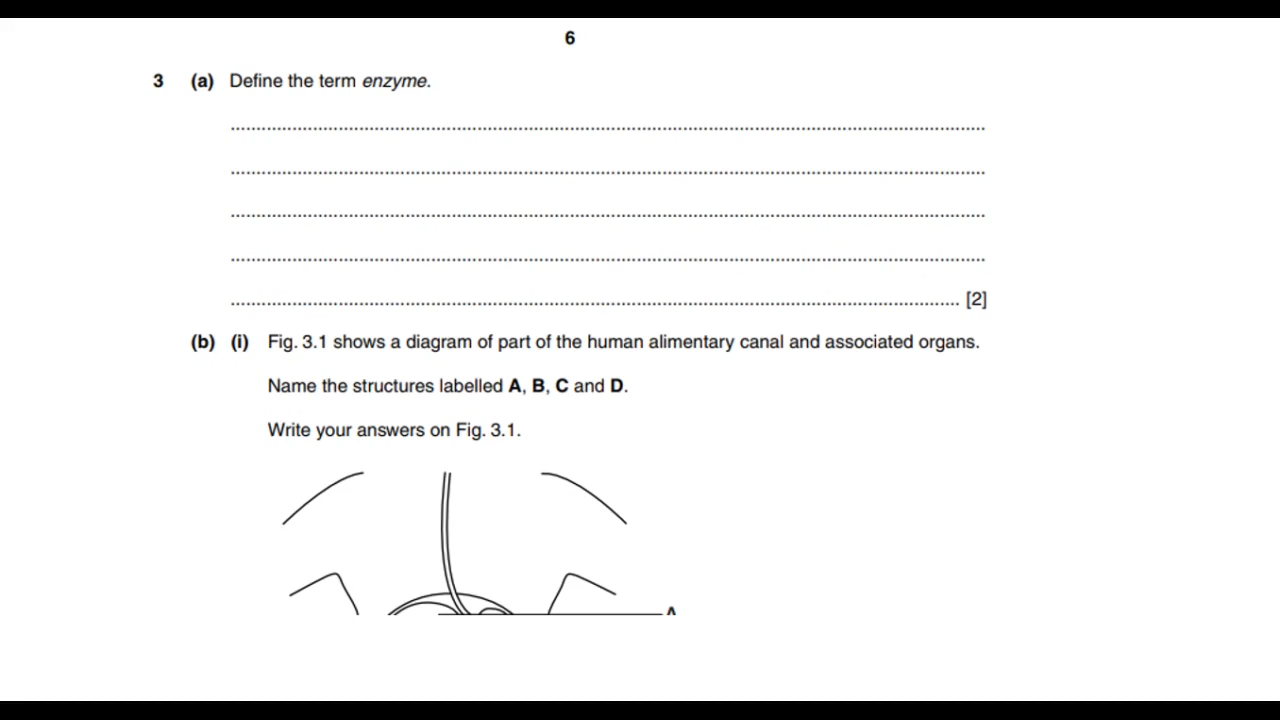 6
3 (a) Define the term enzyme.
........................................................................
........................................................................
........................................................................
........................................................................
........................................................................ [2]
(b) (i) Fig. 3.1 shows a diagram of part of the human alimentary canal and associated organs.
Name the structures labelled A, B, C and D.
Write your answers on Fig. 3.1.